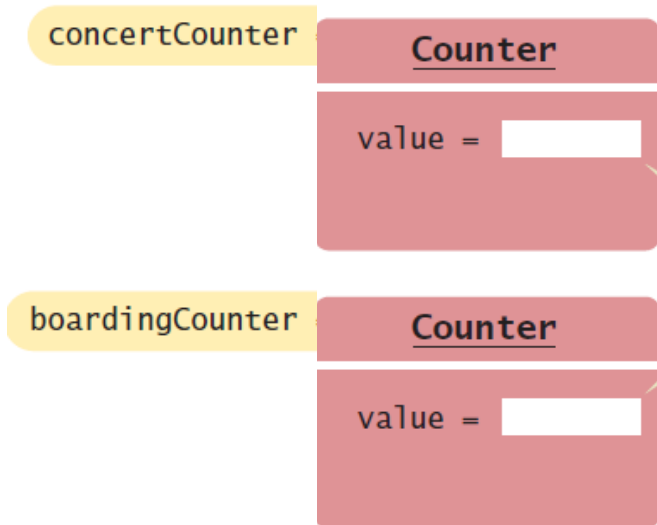 concertCounter =
Counter
value =
boardingCounter =
Counter
value =